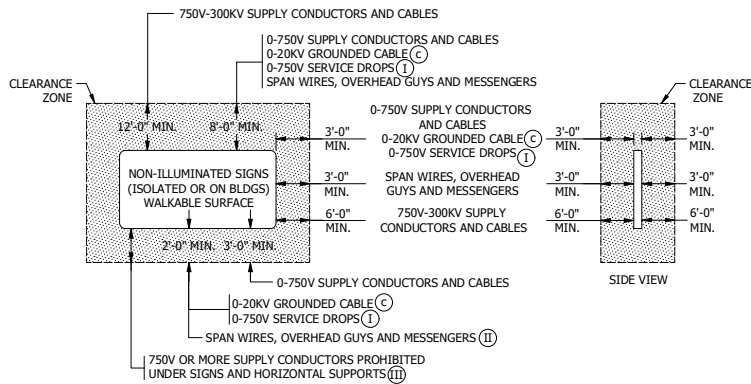 750V-300KV SUPPLY CONDUCTORS AND CABLES
0-750V SUPPLY CONDUCTORS AND CABLES
0-20KV GROUNDED CABLE Ⓒ
0-750V SERVICE DROPS Ⓘ
SPAN WIRES, OVERHEAD GUYS AND MESSENGERS
CLEARANCE
ZONE
12'-0" MIN.
8'-0" MIN.
NON-ILLUMINATED SIGNS
(ISOLATED OR ON BLDGS)
WALKABLE SURFACE
2'-0" MIN.
3'-0" MIN.
3'-0"
MIN.
3'-0"
MIN.
6'-0"
MIN.
0-750V SUPPLY CONDUCTORS
AND CABLES
0-20KV GROUNDED CABLE Ⓒ
0-750V SERVICE DROPS Ⓘ
SPAN WIRES, OVERHEAD
GUYS AND MESSENGERS
750V-300KV SUPPLY
CONDUCTORS AND CABLES
3'-0"
MIN.
3'-0"
MIN.
6'-0"
MIN.
CLEARANCE
ZONE
3'-0"
MIN.
3'-0"
MIN.
6'-0"
MIN.
SIDE VIEW
0-750V SUPPLY CONDUCTORS AND CABLES
0-20KV GROUNDED CABLE Ⓒ
0-750V SERVICE DROPS Ⓘ
SPAN WIRES, OVERHEAD GUYS AND MESSENGERS II
750V OR MORE SUPPLY CONDUCTORS PROHIBITED
UNDER SIGNS AND HORIZONTAL SUPPORTS III